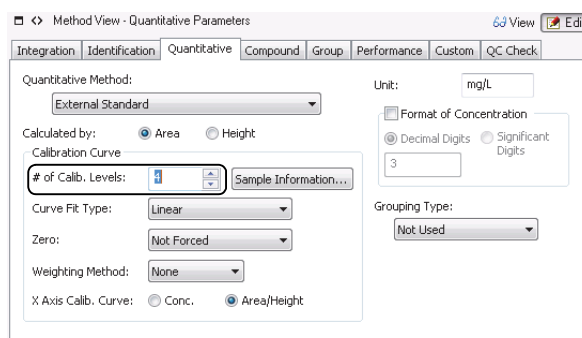 Method View - Quantitative Parameters
View
Edi
Integration Identification Quantitative Compound Group Performance Custom QC Check
Quantitative Method:
External Standard
Calculated by: Area Height
Calibration Curve
# of Calib. Levels: 4 Sample Information...
Curve Fit Type: Linear
Zero: Not Forced
Weighting Method: None
X Axis Calib. Curve: Conc. Area/Height
Unit: mg/L
Format of Concentration
Decimal Digits Significant Digits
3
Grouping Type:
Not Used